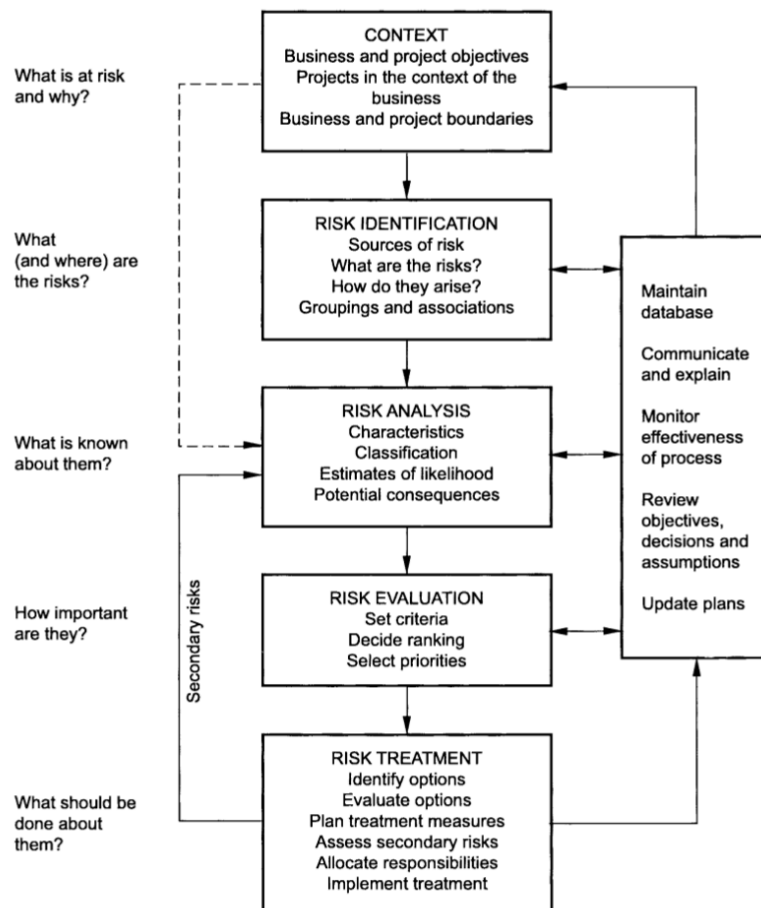 CONTEXT
Business and project objectives
Projects in the context of the
business
Business and project boundaries
What is at risk
and why?
RISK IDENTIFICATION
Sources of risk
What are the risks?
How do they arise?
Groupings and associations
What
(and where) are
the risks?
RISK ANALYSIS
Characteristics
Classification
Estimates of likelihood
Potential consequences
What is known
about them?
RISK EVALUATION
Set criteria
Decide ranking
Select priorities
How important
are they?
Secondary risks
RISK TREATMENT
Identify options
Evaluate options
Plan treatment measures
Assess secondary risks
Allocate responsibilities
Implement treatment
What should be
done about
them?
Maintain
database
Communicate
and explain
Monitor
effectiveness
of process
Review
objectives,
decisions and
assumptions
Update plans